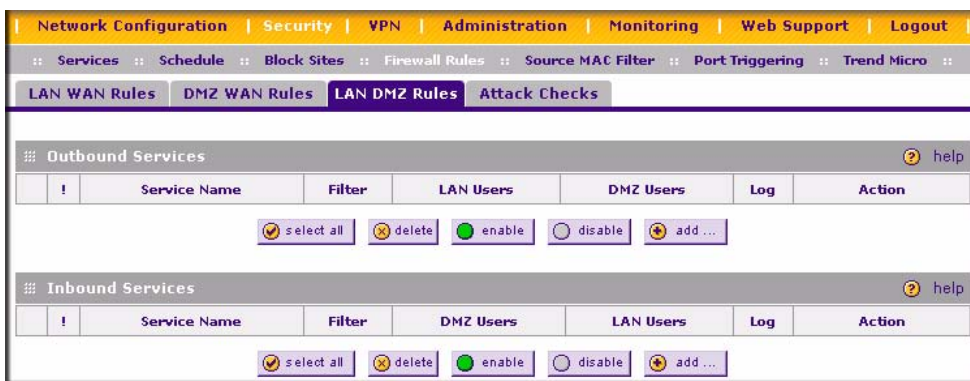 Network Configuration | Security | VPN | Administration | Monitoring | Web Support | Logout
:: Services :: Schedule :: Block Sites :: Firewall Rules :: Source MAC Filter :: Port Triggering :: Trend Micro ::
LAN WAN Rules DMZ WAN Rules LAN DMZ Rules Attack Checks
Outbound Services ? help
! Service Name Filter LAN Users DMZ Users Log Action
select all delete enable disable add ...
Inbound Services ? help
! Service Name Filter DMZ Users LAN Users Log Action
select all delete enable disable add ...